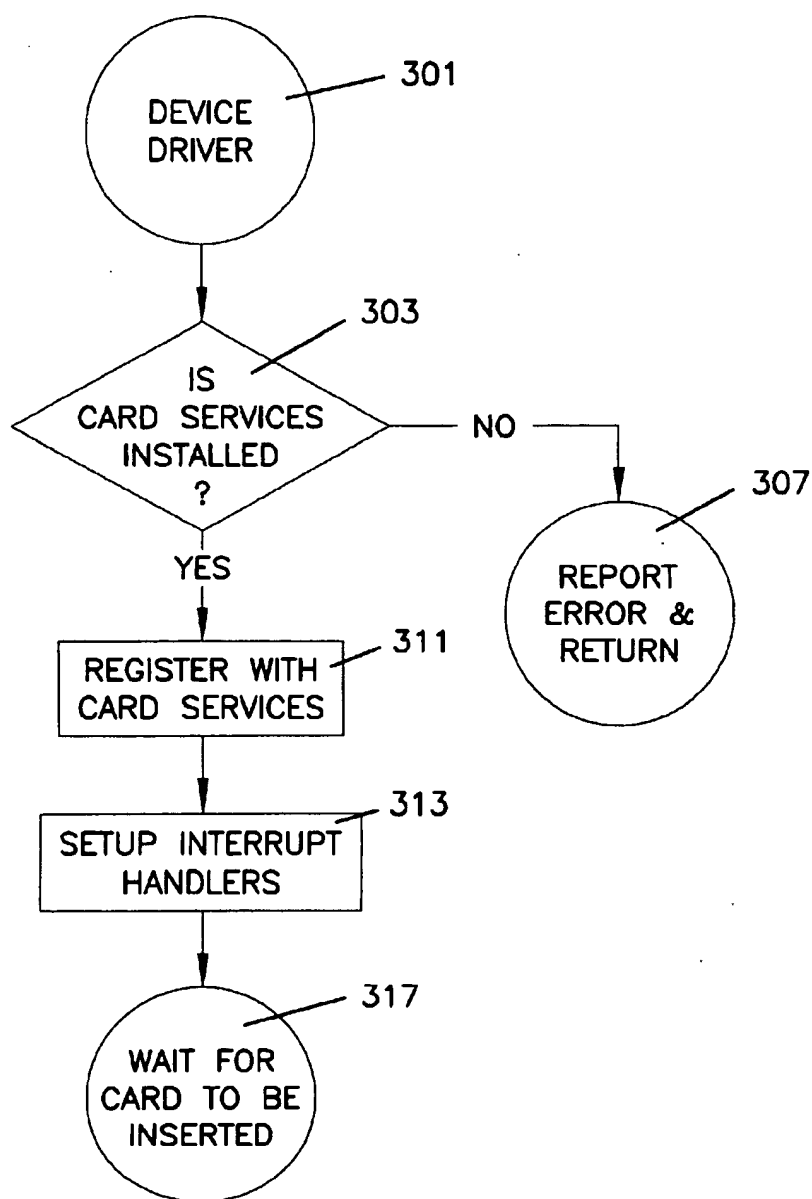 301
DEVICE
DRIVER
303
IS
CARD SERVICES
INSTALLED
?
NO
307
REPORT
ERROR &
RETURN
YES
311
REGISTER WITH
CARD SERVICES
313
SETUP INTERRUPT
HANDLERS
317
WAIT FOR
CARD TO BE
INSERTED